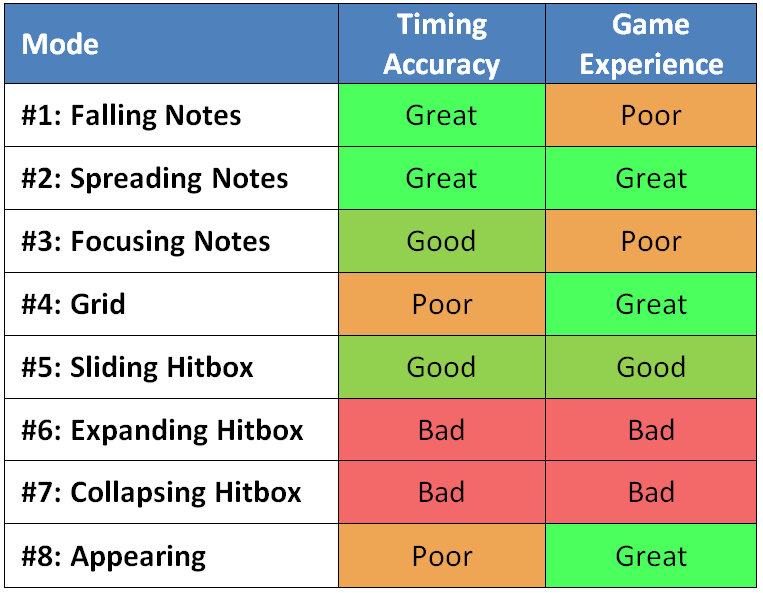 Mode
Timing Accuracy
Game Experience
#1: Falling Notes
Great
Poor
#2: Spreading Notes
Great
Great
#3: Focusing Notes
Good
Poor
#4: Grid
Poor
Great
#5: Sliding Hitbox
Good
Good
#6: Expanding Hitbox
Bad
Bad
#7: Collapsing Hitbox
Bad
Bad
#8: Appearing
Poor
Great